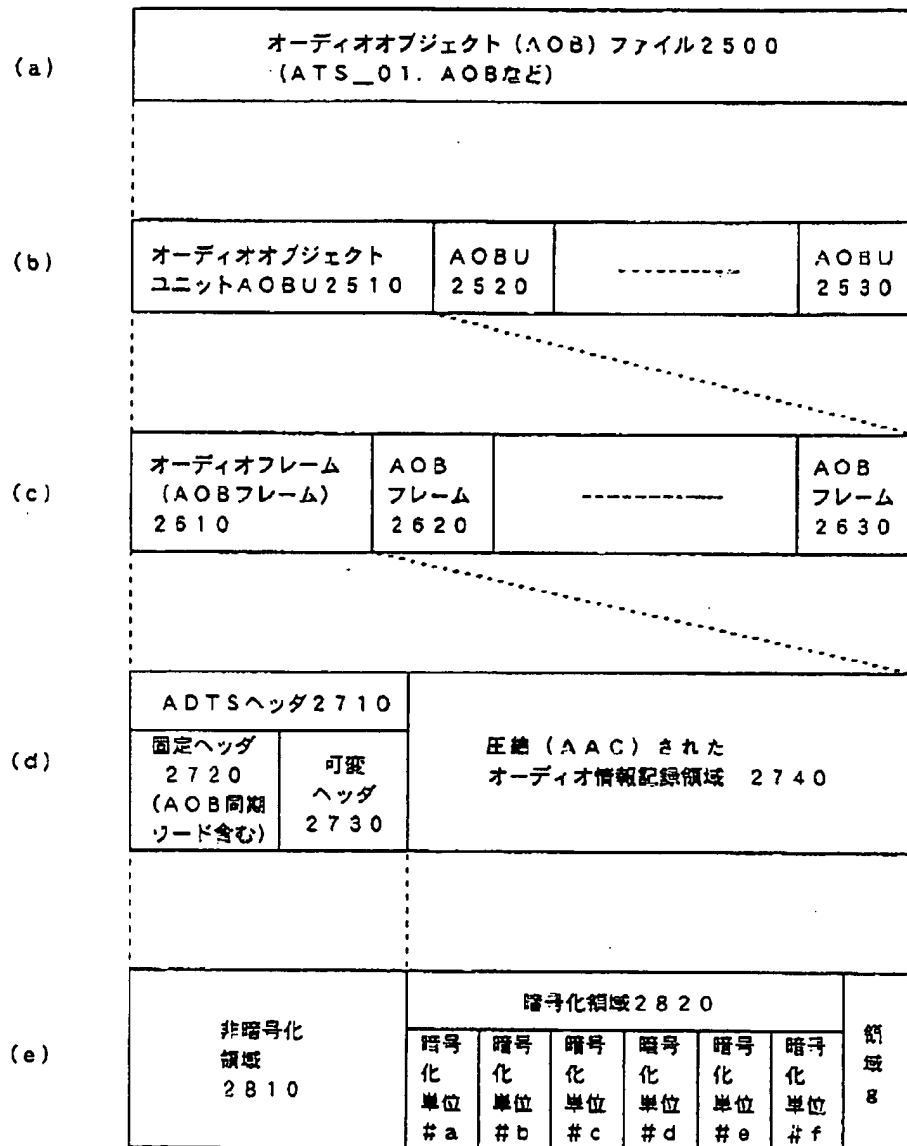 (a)
オーディオオブジェクト（AOB）ファイル2500
（ATS__01．AOBなど）
(b)
オーディオオブジェクト
ユニットAOBU2510
AOBU
2520
AOBU
2530
(c)
オーディオフレーム
（AOBフレーム）
2610
AOB
フレーム
2620
AOB
フレーム
2630
(d)
ADTSヘッダ2710
固定ヘッダ
2720
（AOB同期
ワード含む）
可変
ヘッダ
2730
圧縮（AAC）された
オーディオ情報記録領域 2740
(e)
非暗号化
領域
2810
暗号化領域2820
暗号
化
単位
#a
暗号
化
単位
#b
暗号
化
単位
#c
暗号
化
単位
#d
暗号
化
単位
#e
暗号
化
単位
#f
領
域
g